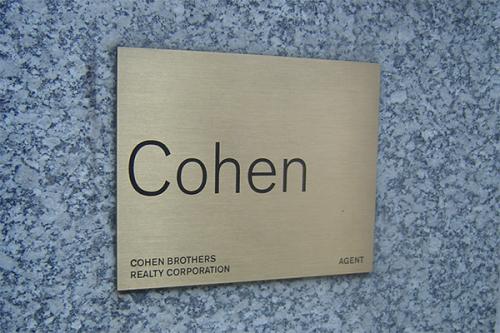 Cohen
COHEN BROTHERS
REALTY CORPORATION
AGENT